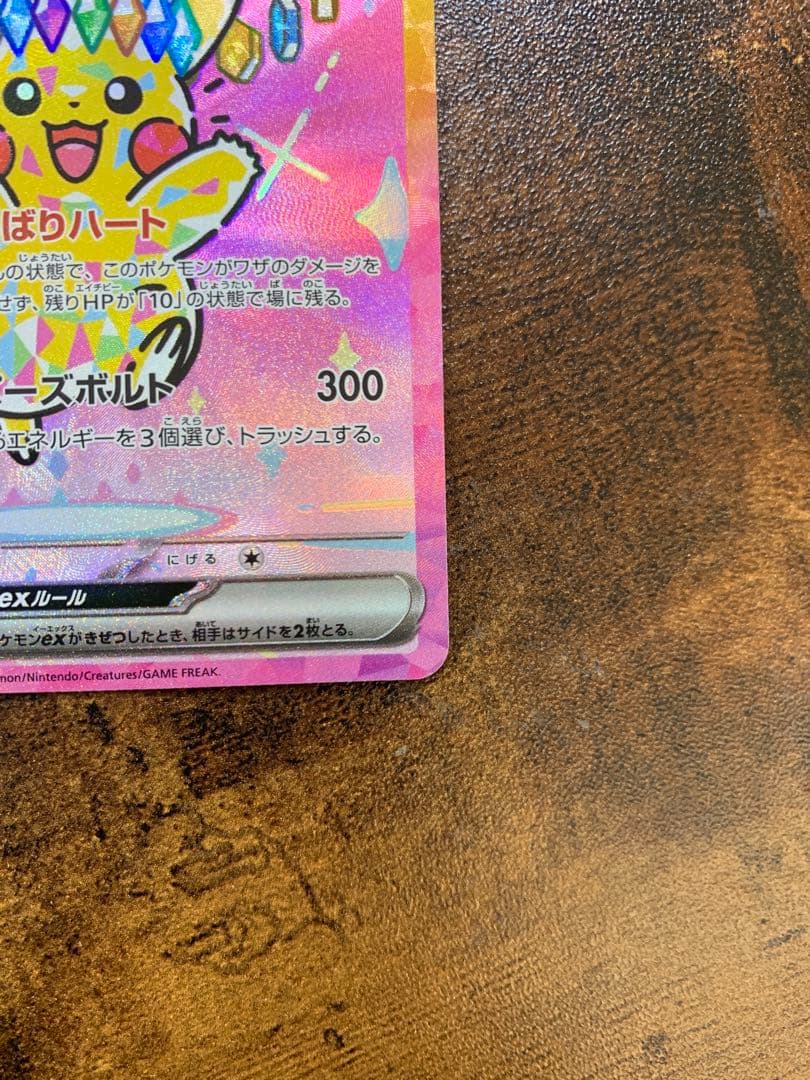 ばりハート
の状態で、このポケモンがワザのダメージを
せず、残りHPが「10」の状態で場に残る。
ーズボルト 300
エネルギーを3個選び、トラッシュする。
にげる
exルール
ケモンexがきぜつしたとき、相手はサイドを2枚とる。
mon/Nintendo/Creatures/GAME FREAK.